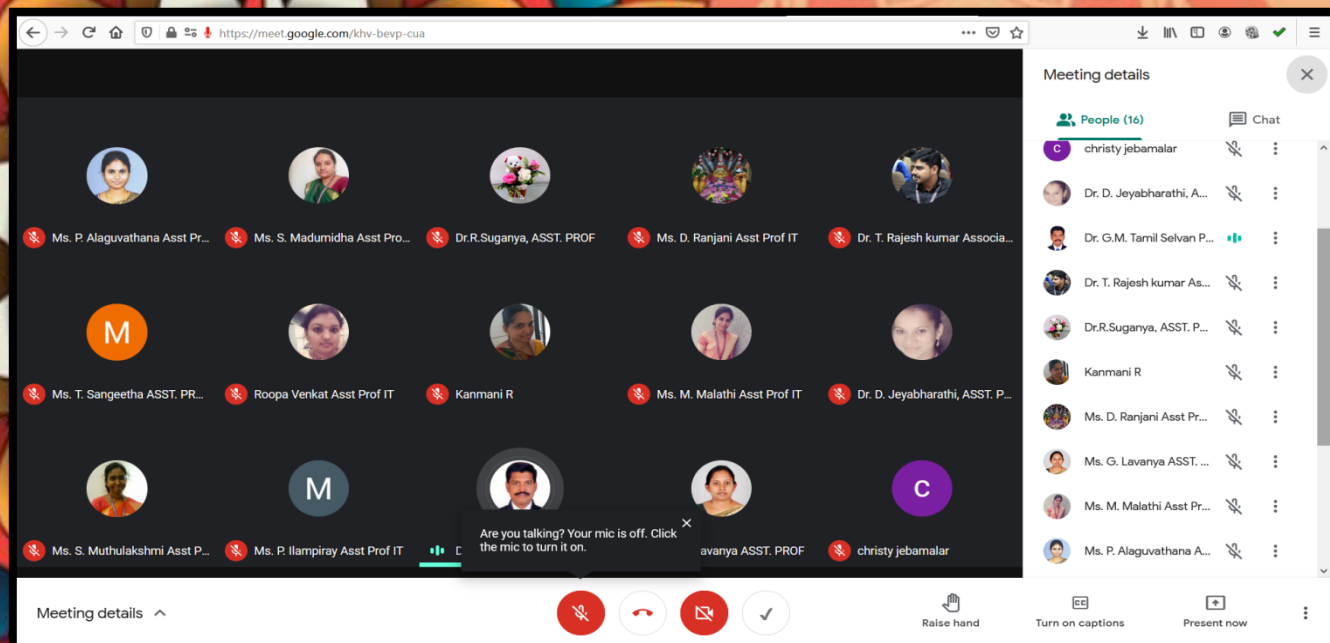 https://meet.google.com/khv-bevp-cua
Meeting details
People (16)
Chat
Ms. P. Alaguvathana Asst Pr...
Ms. S. Madumidha Asst Pro...
Dr.R.Suganya, ASST. PROF
Ms. D. Ranjani Asst Prof IT
Dr. T. Rajesh kumar Associa...
M
Ms. T. Sangeetha ASST. PR...
Roopa Venkat Asst Prof IT
Kanmani R
Ms. M. Malathi Asst Prof IT
Dr. D. Jeyabharathi, ASST. P...
Ms. S. Muthulakshmi Asst P...
M
Ms. P. Ilampiray Asst Prof IT
D
avanya ASST. PROF
C
christy jebamalar
Are you talking? Your mic is off. Click
the mic to turn it on.
C
christy jebamalar
Dr. D. Jeyabharathi, A...
Dr. G.M. Tamil Selvan P...
Dr. T. Rajesh kumar As...
Dr.R.Suganya, ASST. P...
Kanmani R
Ms. D. Ranjani Asst Pr...
Ms. G. Lavanya ASST. ...
Ms. M. Malathi Asst Pr...
Ms. P. Alaguvathana A...
Meeting details
Raise hand
CC
Turn on captions
Present now